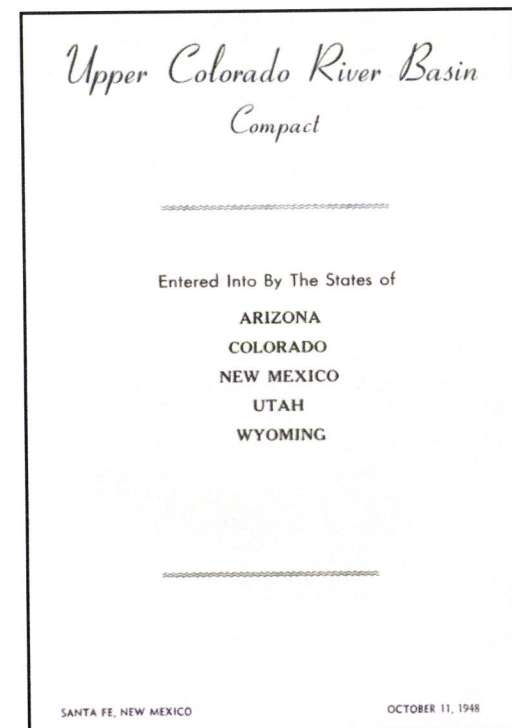 Upper Colorado River Basin
Compact
Entered Into By The States of
ARIZONA
COLORADO
NEW MEXICO
UTAH
WYOMING
SANTA FE, NEW MEXICO
OCTOBER 11, 1948